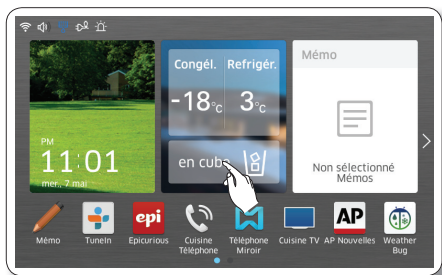 Congél. Refrigér.
-18°C 3°C
en cube
PM
11:01
mer., 7 mai
Mémo
Non sélectionné
Mémos
epi
AP
Mémo TuneIn Epicurious Cuisine Téléphone Cuisine TV AP Nouvelles Weather
Téléphone Miroir Bug